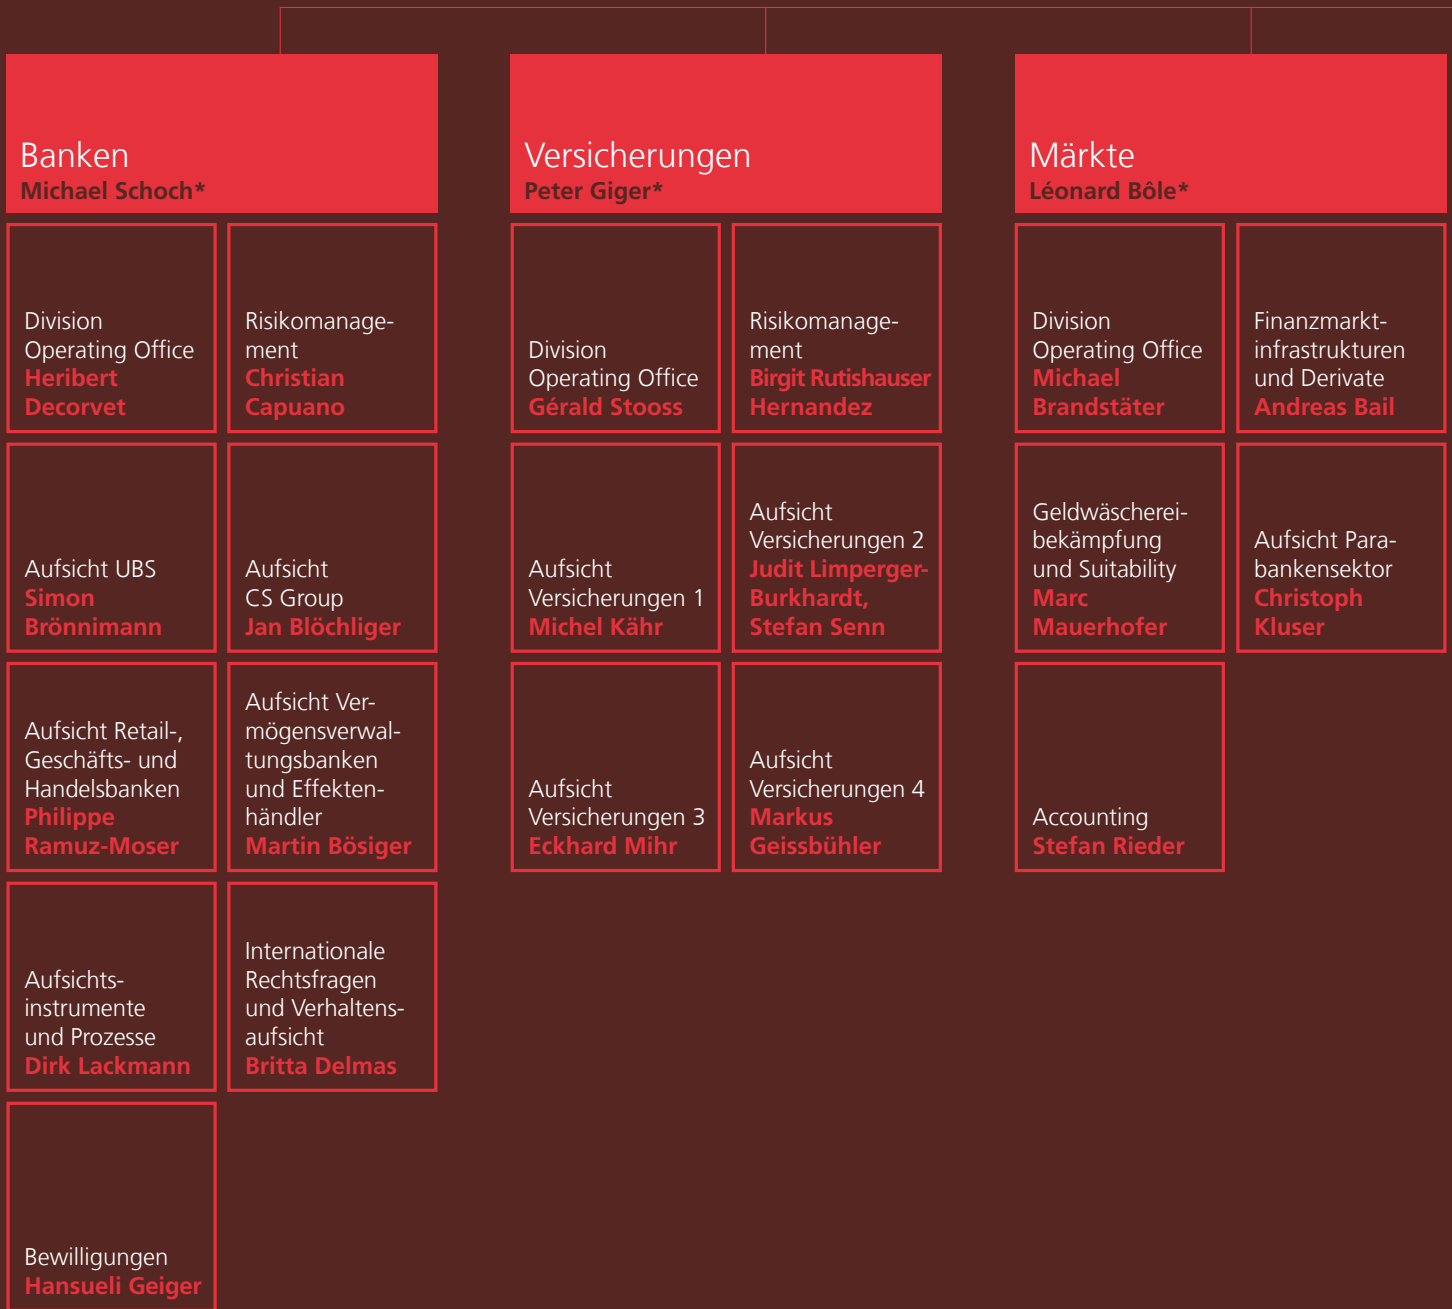 Banken
Michael Schoch*
Division
Operating Office
Heribert
Decorvet
Risikomanage-
ment
Christian
Capuano
Aufsicht UBS
Simon
Brönnimann
Aufsicht
CS Group
Jan Blöchliger
Aufsicht Retail-,
Geschäfts- und
Handelsbanken
Philippe
Ramuz-Moser
Aufsicht Ver-
mögensverwal-
tungsbanken
und Effekten-
händler
Martin Bösiger
Aufsichts-
instrumente
und Prozesse
Dirk Lackmann
Internationale
Rechtsfragen
und Verhaltens-
aufsicht
Britta Delmas
Bewilligungen
Hansueli Geiger
Versicherungen
Peter Giger*
Division
Operating Office
Gérald Stooss
Risikomanage-
ment
Birgit Rutishauser
Hernandez
Aufsicht
Versicherungen 1
Michel Kähr
Aufsicht
Versicherungen 2
Judit Limperger-
Burkhardt,
Stefan Senn
Aufsicht
Versicherungen 3
Eckhard Mihr
Aufsicht
Versicherungen 4
Markus
Geissbühler
Märkte
Léonard Bôle*
Division
Operating Office
Michael
Brandstäter
Finanzmarkt-
infrastrukturen
und Derivate
Andreas Bail
Geldwäscherei-
bekämpfung
und Suitability
Marc
Mauerhofer
Aufsicht Para-
bankensektor
Christoph
Kluser
Accounting
Stefan Rieder